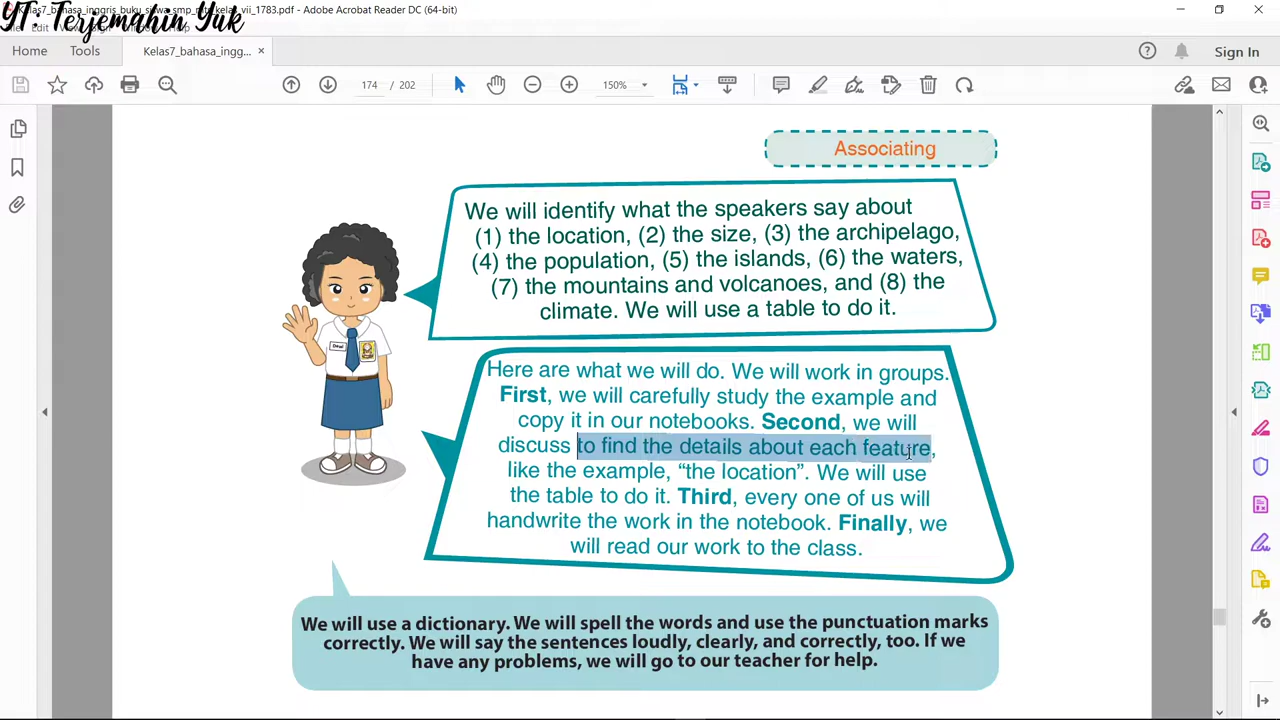 YT: Terjemahin Yuk
s_vii_1783.pdf - Adobe Acrobat Reader DC (64-bit)
Home Tools Kelas7_bahasa_ingg... × Sign In
174 / 202 150%
Associating
We will identify what the speakers say about
(1) the location, (2) the size, (3) the archipelago,
(4) the population, (5) the islands, (6) the waters,
(7) the mountains and volcanoes, and (8) the
climate. We will use a table to do it.
Here are what we will do. We will work in groups.
First, we will carefully study the example and
copy it in our notebooks. Second, we will
discuss to find the details about each feature,
like the example, “the location”. We will use
the table to do it. Third, every one of us will
handwrite the work in the notebook. Finally, we
will read our work to the class.
We will use a dictionary. We will spell the words and use the punctuation marks
correctly. We will say the sentences loudly, clearly, and correctly, too. If we
have any problems, we will go to our teacher for help.